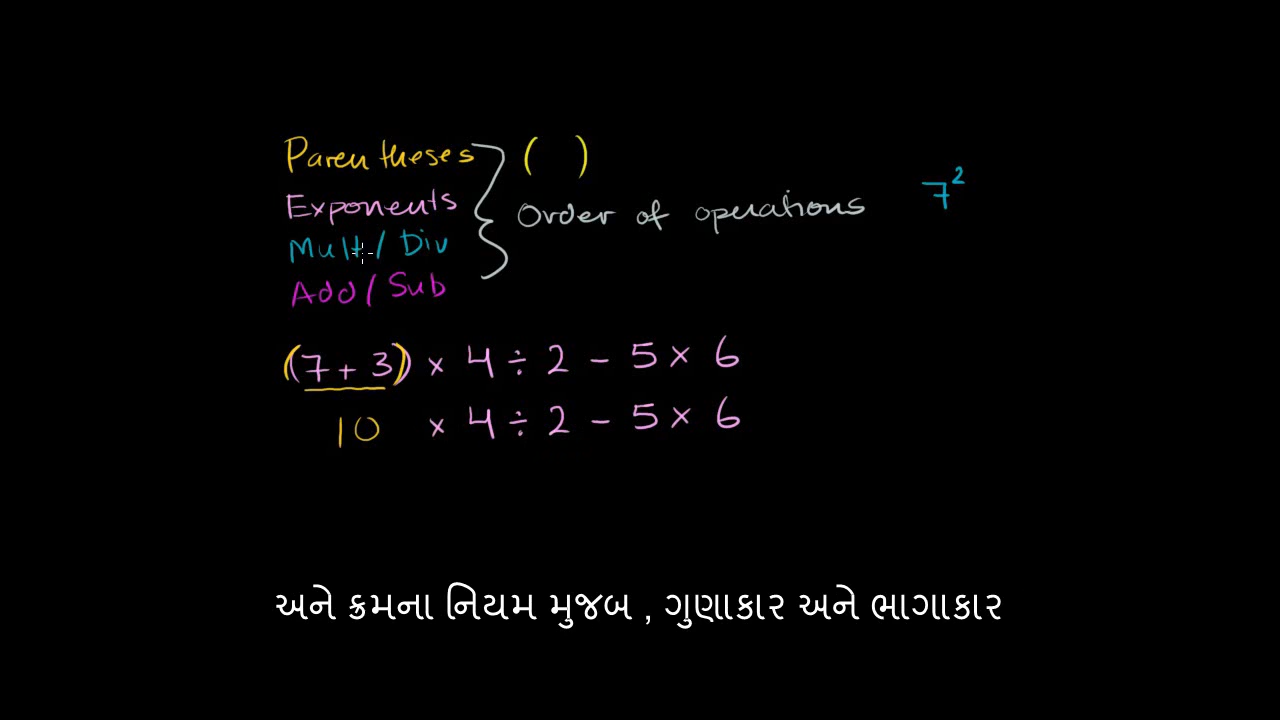 Parentheses ( )
Exponents
Order of operations 7²
Mult / Div
Add / Sub
(7 + 3) × 4 ÷ 2 − 5 × 6
10 × 4 ÷ 2 − 5 × 6
અને ક્રમના નિયમ મુજબ , ગુણાકાર અને ભાગાકાર